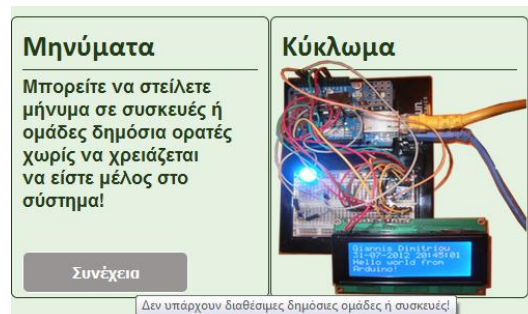 Μηνύματα
Μπορείτε να στείλετε
μήνυμα σε συσκευές ή
ομάδες δημόσια ορατές
χωρίς να χρειάζεται
να είστε μέλος στο
σύστημα!
Συνέχεια
Κύκλωμα
Giannis Dimitriou
31-07-2012 20:45:01
Hello world from
Arduino!
Δεν υπάρχουν διαθέσιμες δημόσιες ομάδες ή συσκευές!